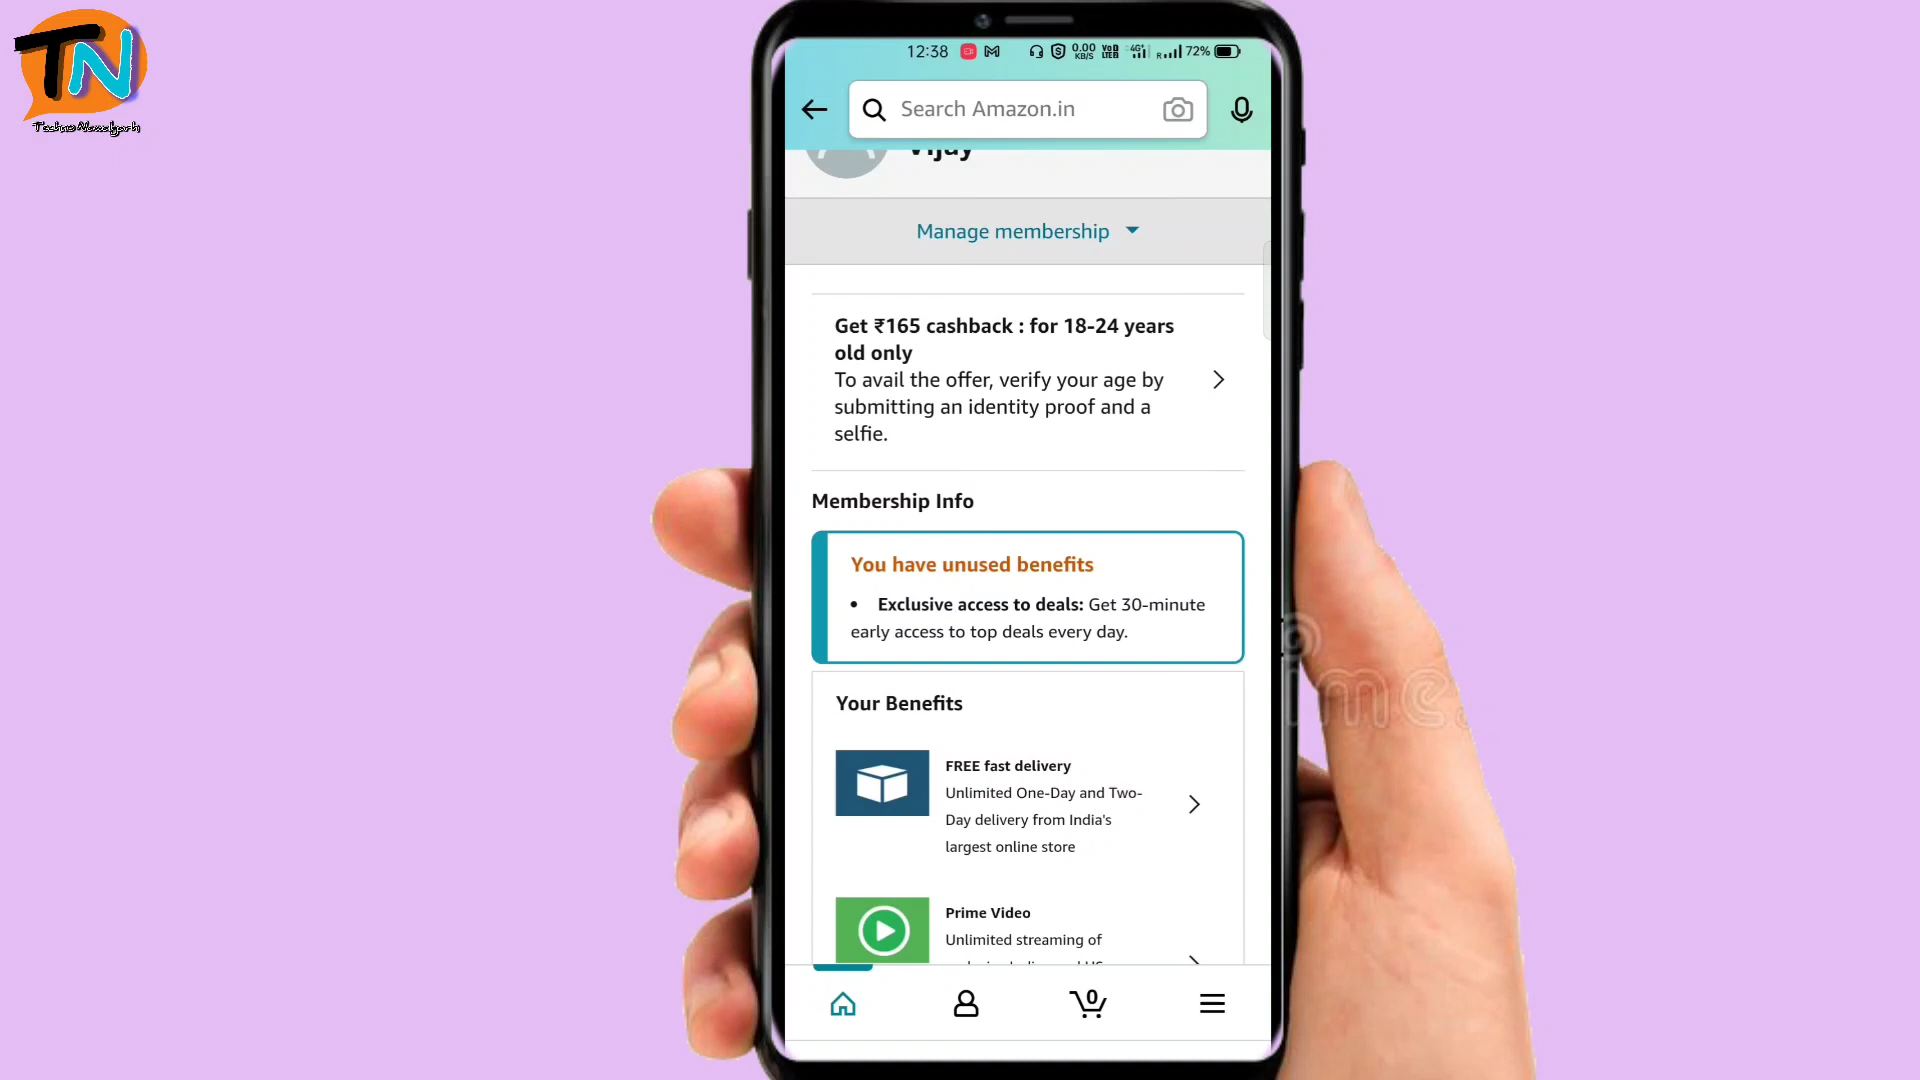 TN
12:38
0.00
KB/S
Vo
LTE
4G+
R
72%
Search Amazon.in
Vijay
Manage membership
Get ₹165 cashback : for 18-24 years
old only
To avail the offer, verify your age by
submitting an identity proof and a
selfie.
Membership Info
You have unused benefits
• Exclusive access to deals: Get 30-minute
early access to top deals every day.
Your Benefits
FREE fast delivery
Unlimited One-Day and Two-
Day delivery from India's
largest online store
Prime Video
Unlimited streaming of
0